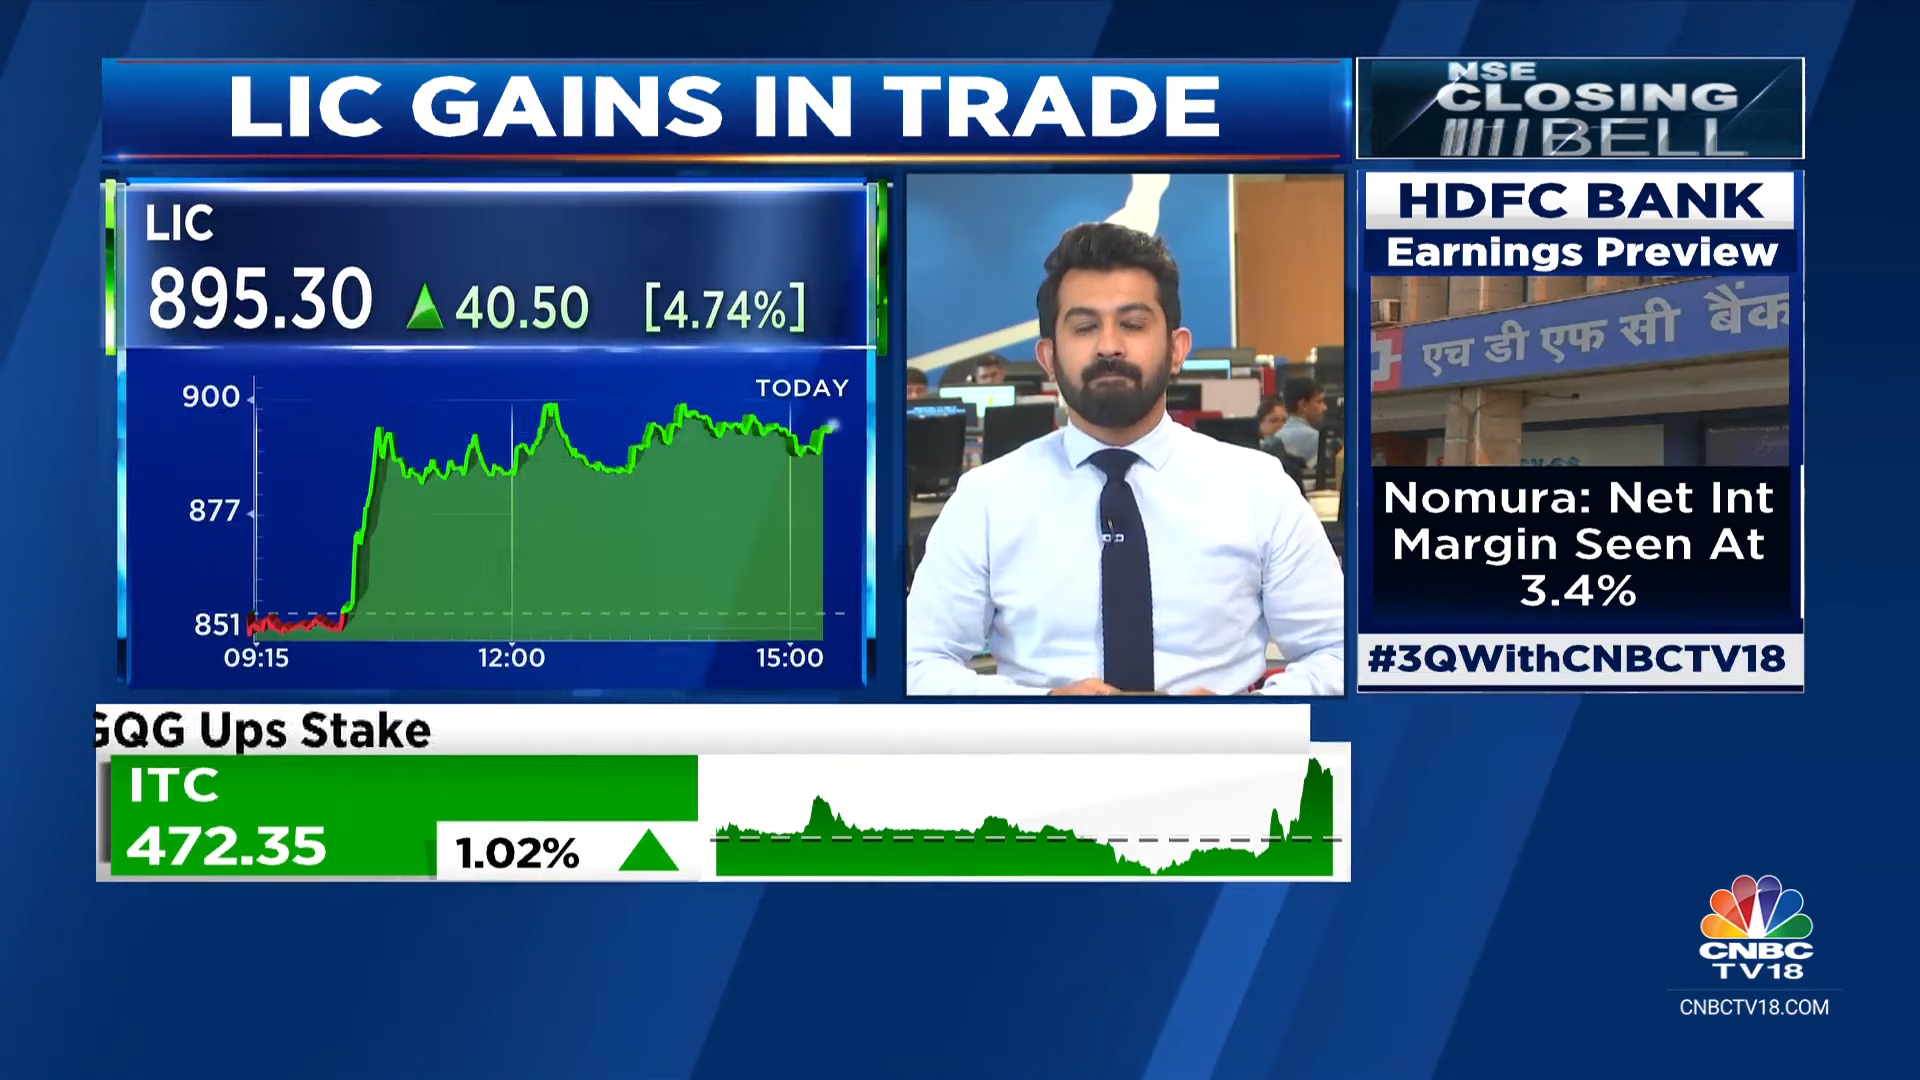 LIC GAINS IN TRADE
NSE
CLOSING
BELL
LIC
895.30 ▲ 40.50 [4.74%]
TODAY
900
877
851
09:15 12:00 15:00
HDFC BANK
Earnings Preview
एच डी एफ सी बैंक
Nomura: Net Int
Margin Seen At
3.4%
#3QWithCNBCTV18
GQG Ups Stake
ITC
472.35
1.02% ▲
CNBC
TV18
CNBCTV18.COM